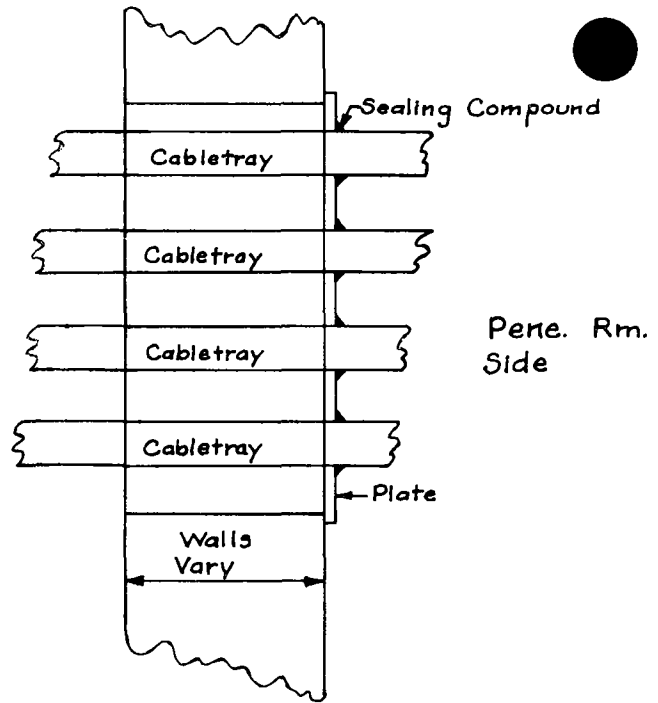 Sealing Compound
Cabletray
Cabletray
Pene. Rm.
Side
Cabletray
Cabletray
Plate
Walls
Vary